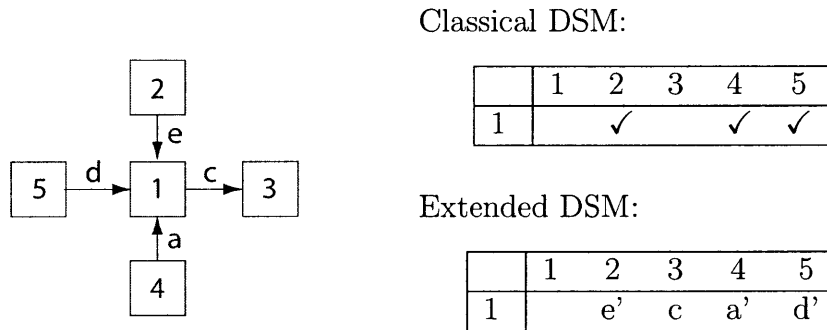 2
e
5
d
1
c
3
a
4
Classical DSM:
1 2 3 4 5
1 ✓ ✓ ✓
Extended DSM:
1 2 3 4 5
1 e' c a' d'